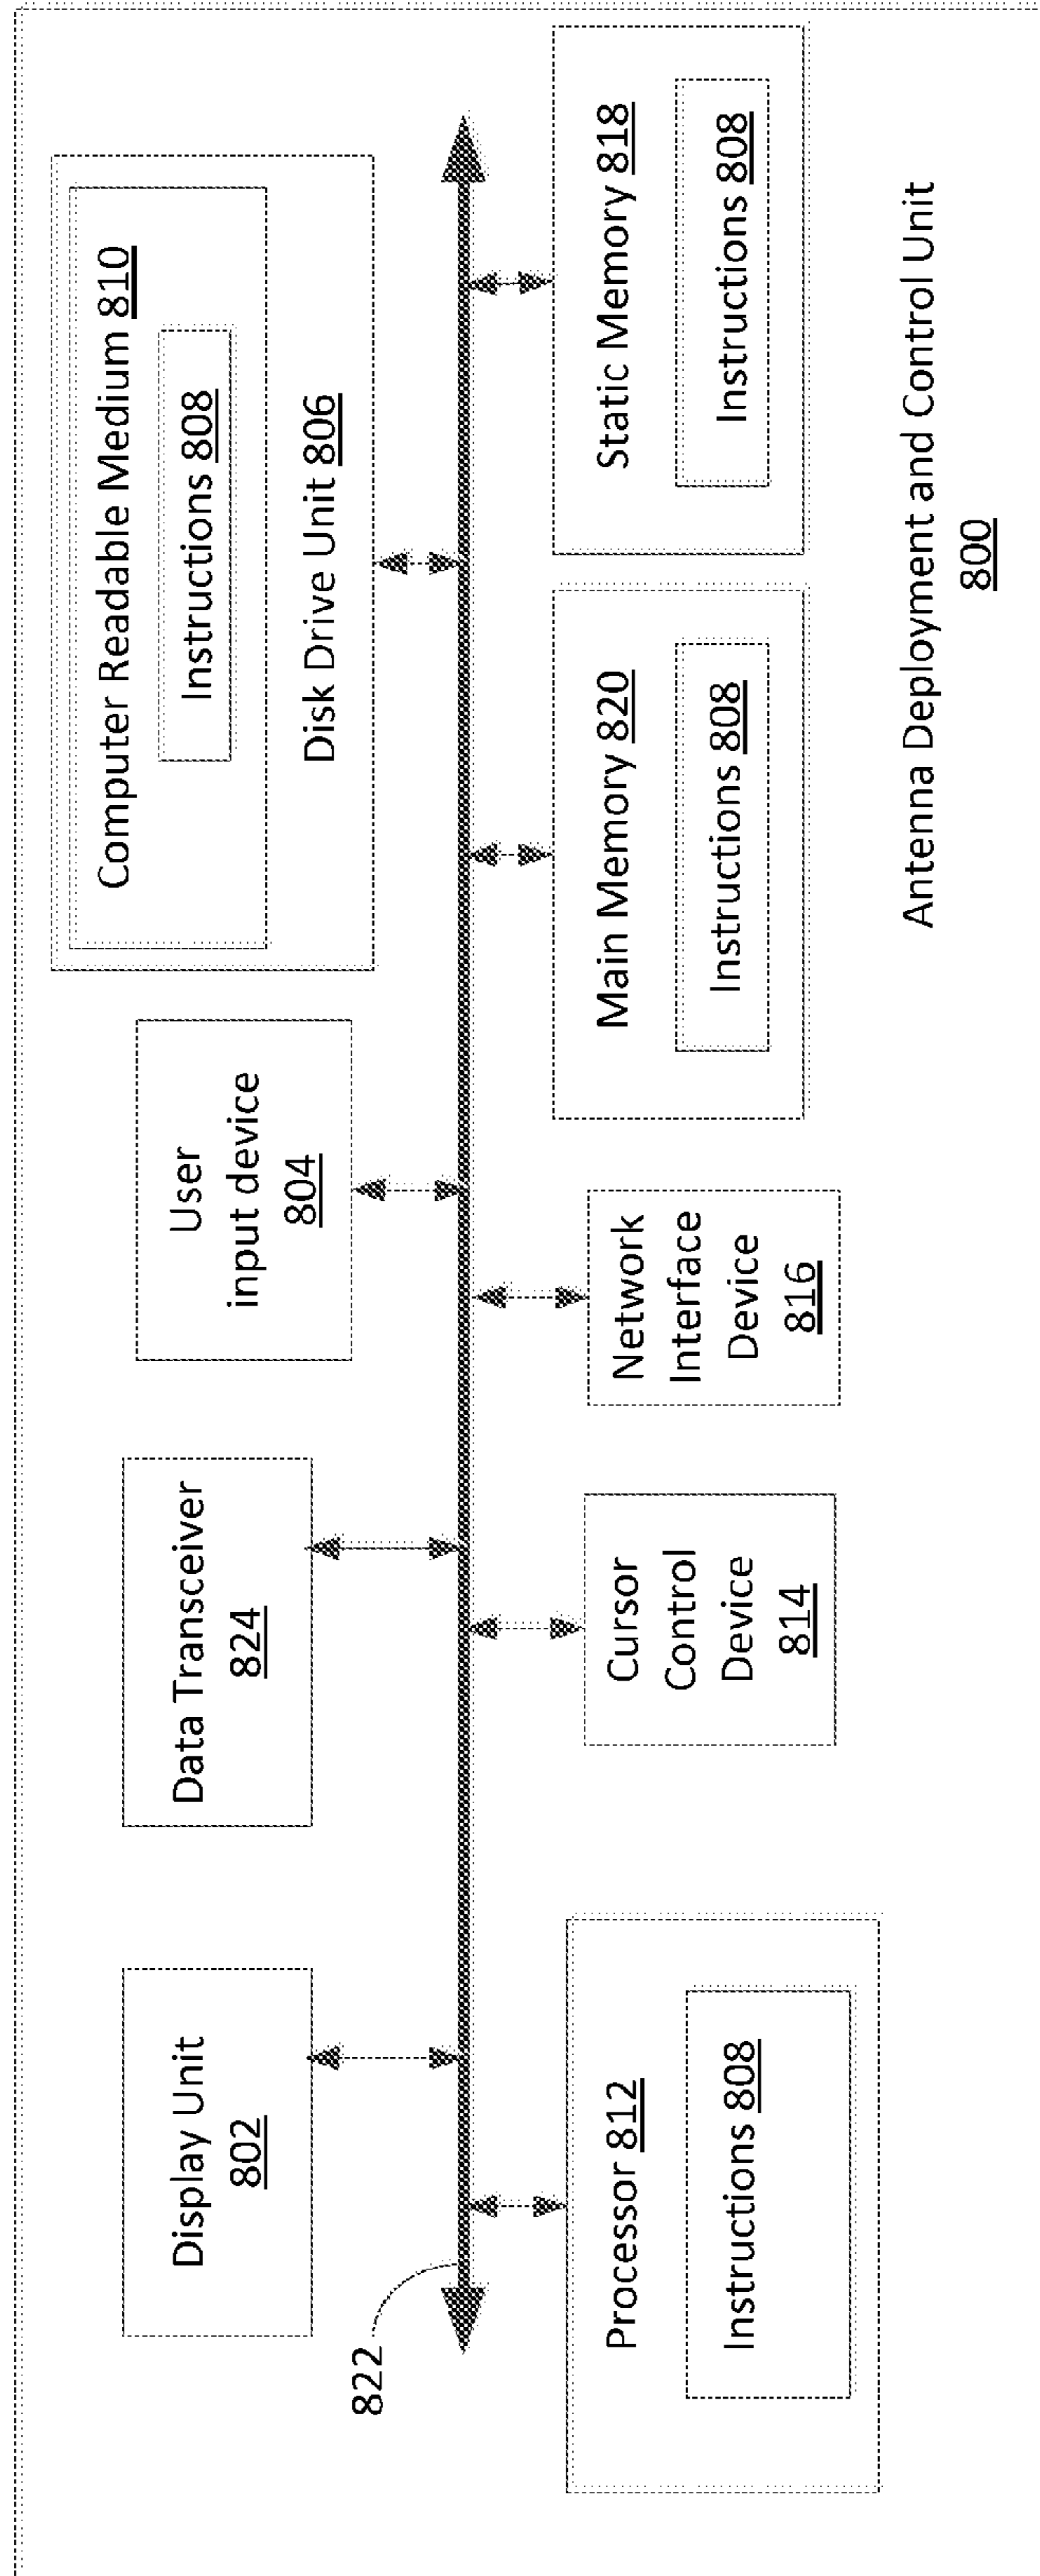 Display Unit
802
Data Transceiver
824
User
input device
804
Computer Readable Medium 810
Instructions 808
Disk Drive Unit 806
822
Processor 812
Instructions 808
Cursor
Control
Device
814
Network
Interface
Device
816
Main Memory 820
Instructions 808
Static Memory 818
Instructions 808
Antenna Deployment and Control Unit
800